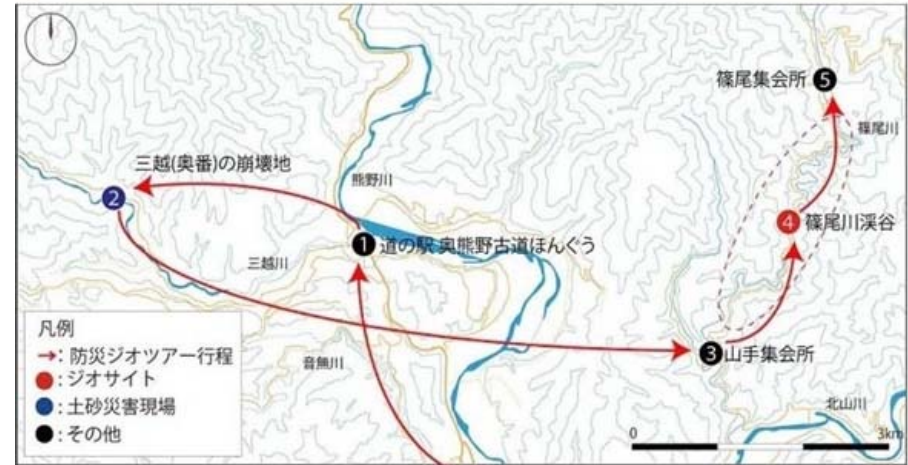 篠尾集会所 5
篠尾川
三越(奥番)の崩壊地
熊野川
2
4 篠尾川渓谷
1 道の駅 奥熊野古道ほんぐう
三越川
凡例
→: 防災ジオツアー行程
●: ジオサイト
●: 土砂災害現場
●: その他
音無川
3 山手集会所
北山川
0 3km